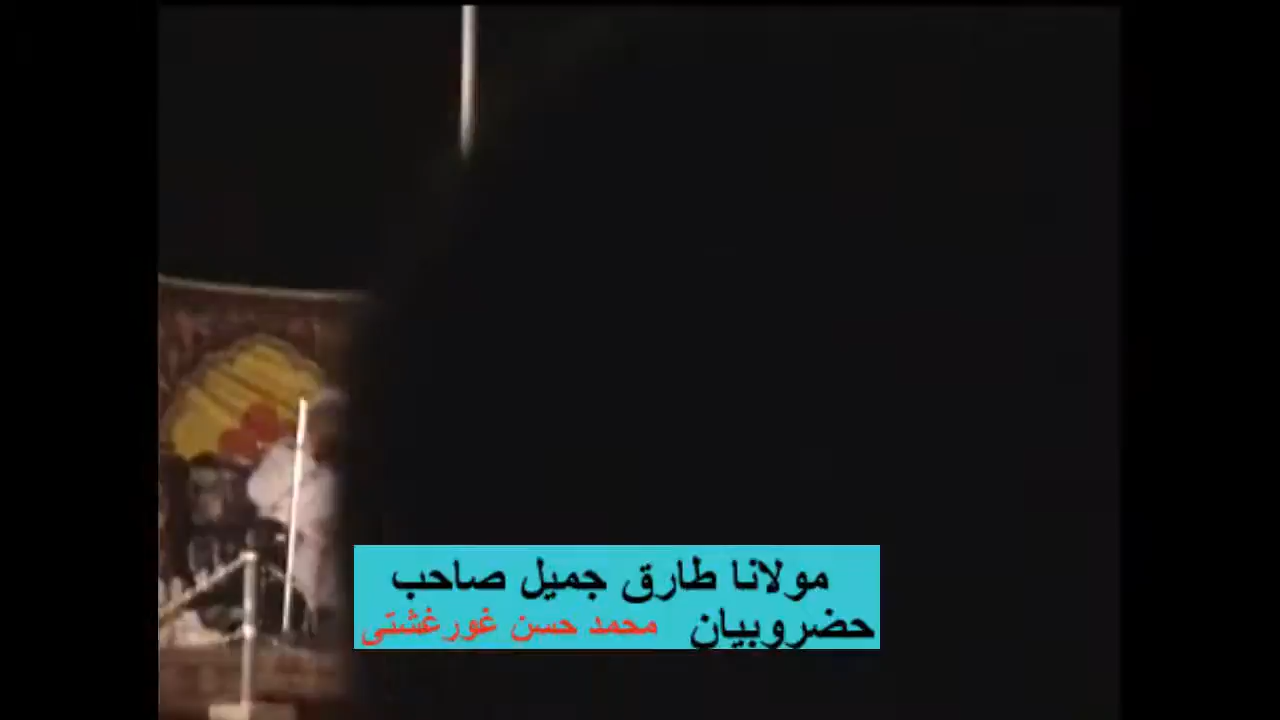 مولانا طارق جمیل صاحب
حضروبیان محمد حسن غورغشتی